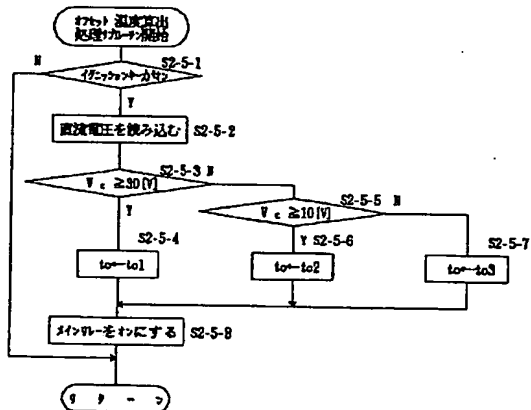 オフセット 温度算出
処理サブルーチン開始
N
S2-5-1
イグニッションキーがオン
Y
直流電圧を読み込む S2-5-2
S2-5-3 N
Vc ≧30[V]
S2-5-5 N
Vc ≧10[V]
Y
S2-5-4
Y S2-5-6
S2-5-7
to←to1
to←to2
to←to3
メインリレーをオンにする S2-5-8
リターン